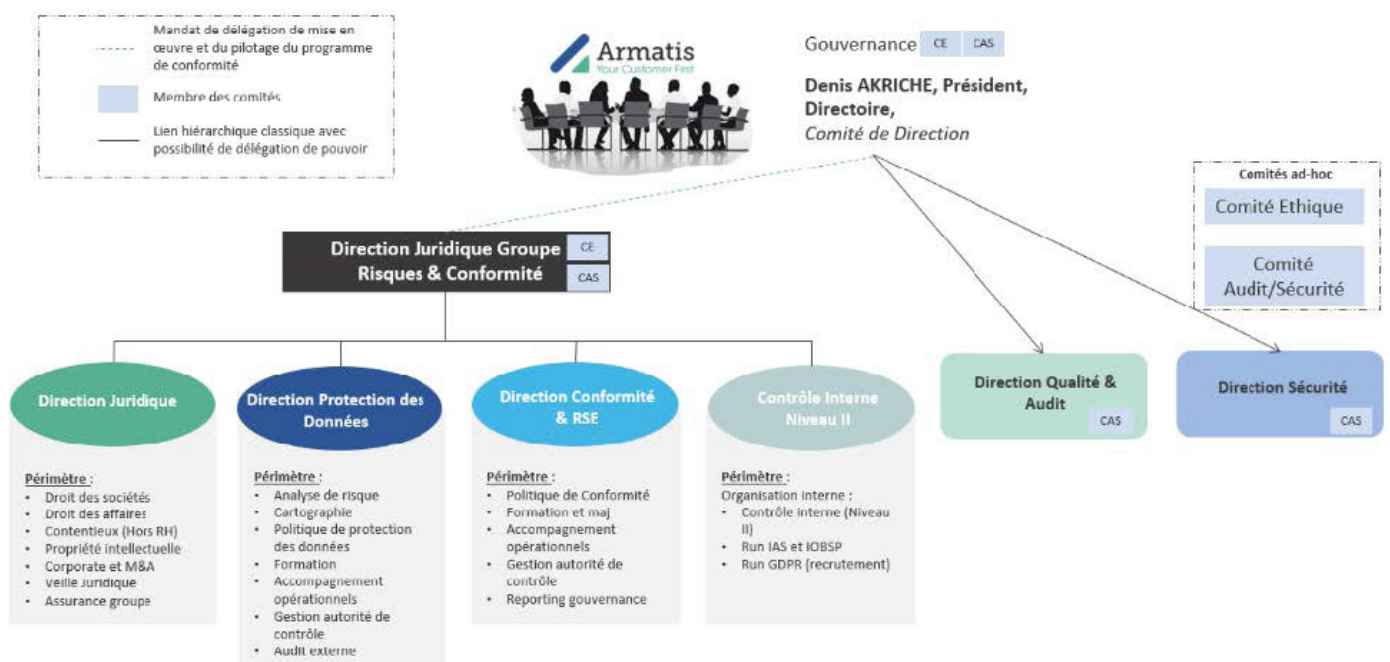 Mandat de délégation de mise en
œuvre et du pilotage du programme
de conformité
Membre des comités
Lien hiérarchique classique avec
possibilité de délégation de pouvoir
Armatis
Your Customer First
Gouvernance CE CAS
Denis AKRICHE, Président,
Directoire,
Comité de Direction
Comités ad-hoc
Comité Ethique
Comité
Audit/Sécurité
Direction Juridique Groupe CE
Risques & Conformité CAS
Direction Juridique
Périmètre :
• Droit des sociétés
• Droit des affaires
• Contentieux (Hors RH)
• Propriété intellectuelle
• Corporate et M&A
• Veille Juridique
• Assurance groupe
Direction Protection des
Données
Périmètre :
• Analyse de risque
• Cartographie
• Politique de protection
des données
• Formation
- Accompagnement
opérationnels
• Gestion autorité de
contrôle
• Audit externe
Direction Conformité
& RSE
Périmètre :
• Politique de Conformité
• Formation et maj
• Accompagnement
opérationnels
• Gestion autorité de
contrôle
• Reporting gouvernance
Contrôle Interne
Niveau II
Périmètre :
Organisation interne :
- Contrôle interne (Niveau
II)
• Run IAS et IOBSP
• Run GDPR (recrutement)
Direction Qualité &
Audit
CAS
Direction Sécurité
CAS